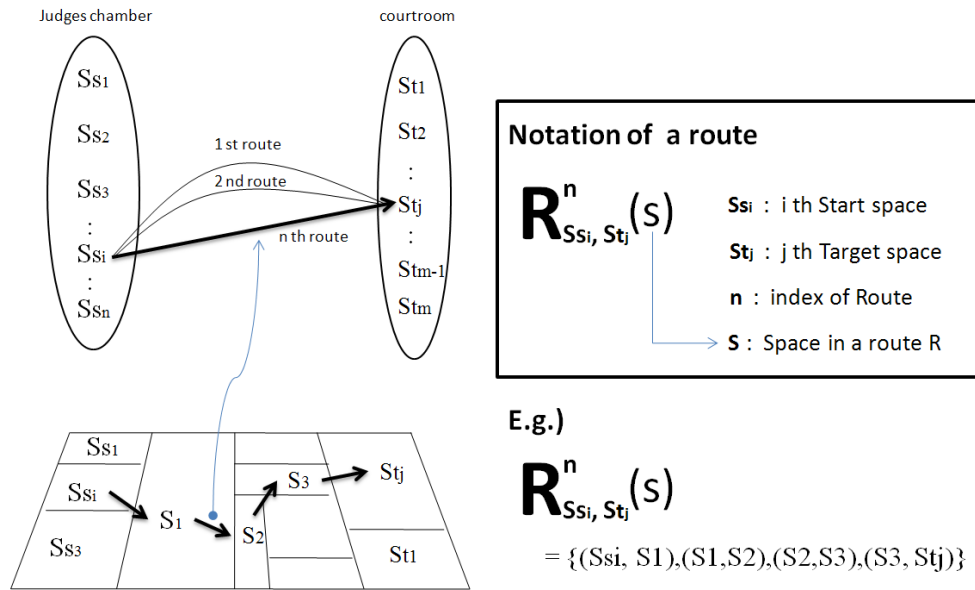 Judges chamber
Ss1
Ss2
Ss3
:
Ssi
:
Ssn
courtroom
St1
St2
:
Stj
:
Stm-1
Stm
1 st route
2 nd route
n th route
Notation of a route
R n Ssi, Stj (s)
Ssi : i th Start space
Stj : j th Target space
n : index of Route
S : Space in a route R
Ss1
Ssi
Ss3
S1
S2
S3
Stj
St1
E.g.)
R n Ssi, Stj (s)
= {(Ssi, S1),(S1,S2),(S2,S3),(S3, Stj)}